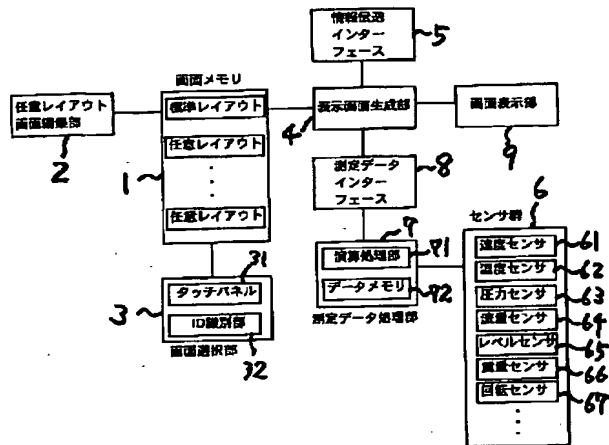 情報伝送
インター
フェース
5
画面メモリ
任意レイアウト
画面編集部
2
標準レイアウト
任意レイアウト
任意レイアウト
1
表示画面生成部
4
画面表示部
9
測定データ
インター
フェース
8
7
演算処理部
71
データメモリ
72
測定データ処理部
31
タッチパネル
3
ID識別部
32
画面選択部
6
センサ群
速度センサ
61
温度センサ
62
圧力センサ
63
流量センサ
64
レベルセンサ
65
重量センサ
66
回転センサ
67